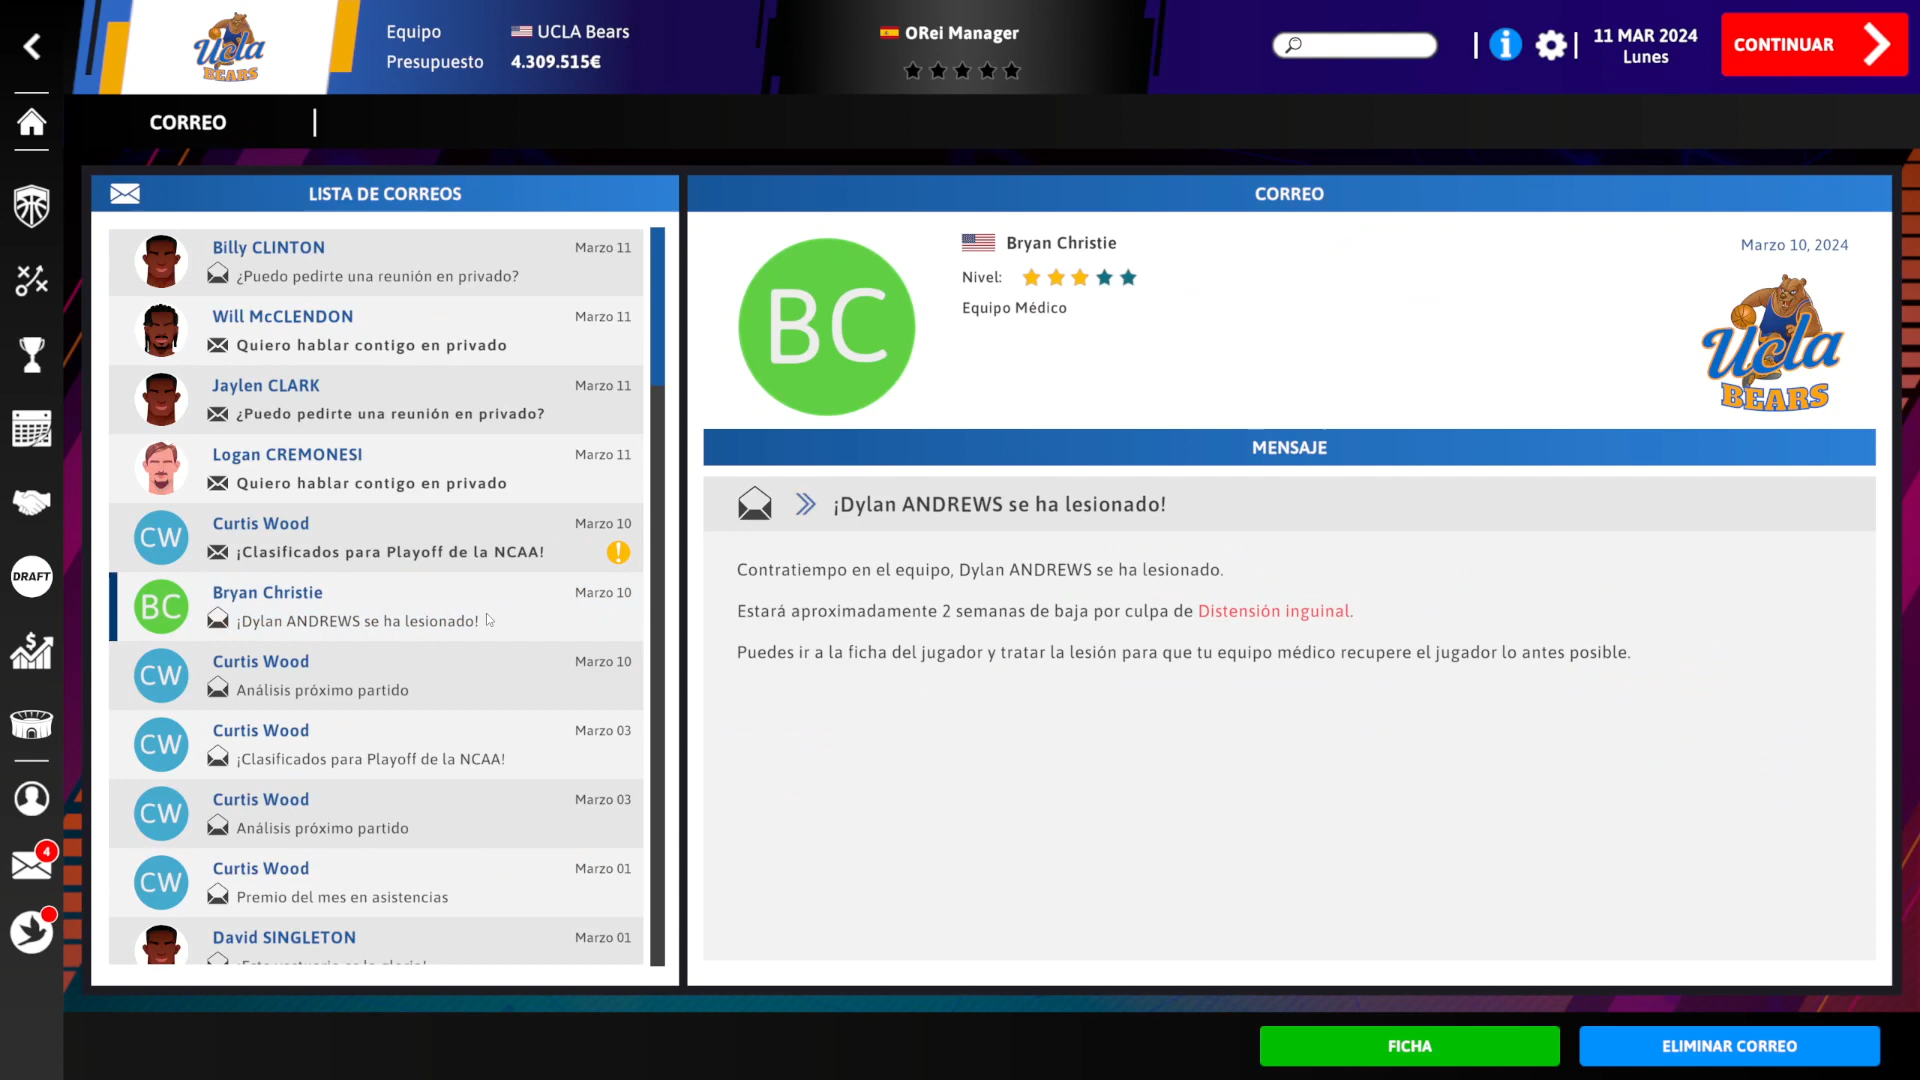 Ucla
BEARS
Equipo
UCLA Bears
Presupuesto
4.309.515€
ORei Manager
11 MAR 2024
Lunes
CONTINUAR
CORREO
LISTA DE CORREOS
Billy CLINTON
Marzo 11
¿Puedo pedirte una reunión en privado?
Will McCLENDON
Marzo 11
Quiero hablar contigo en privado
Jaylen CLARK
Marzo 11
¿Puedo pedirte una reunión en privado?
Logan CREMONESI
Marzo 11
Quiero hablar contigo en privado
CW
Curtis Wood
Marzo 10
¡Clasificados para Playoff de la NCAA!
BC
Bryan Christie
Marzo 10
¡Dylan ANDREWS se ha lesionado!
CW
Curtis Wood
Marzo 10
Análisis próximo partido
CW
Curtis Wood
Marzo 03
¡Clasificados para Playoff de la NCAA!
CW
Curtis Wood
Marzo 03
Análisis próximo partido
CW
Curtis Wood
Marzo 01
Premio del mes en asistencias
David SINGLETON
Marzo 01
DRAFT
4
CORREO
BC
Bryan Christie
Nivel:
Equipo Médico
Marzo 10, 2024
Ucla
BEARS
MENSAJE
¡Dylan ANDREWS se ha lesionado!
Contratiempo en el equipo, Dylan ANDREWS se ha lesionado.
Estará aproximadamente 2 semanas de baja por culpa de Distensión inguinal.
Puedes ir a la ficha del jugador y tratar la lesión para que tu equipo médico recupere el jugador lo antes posible.
FICHA
ELIMINAR CORREO